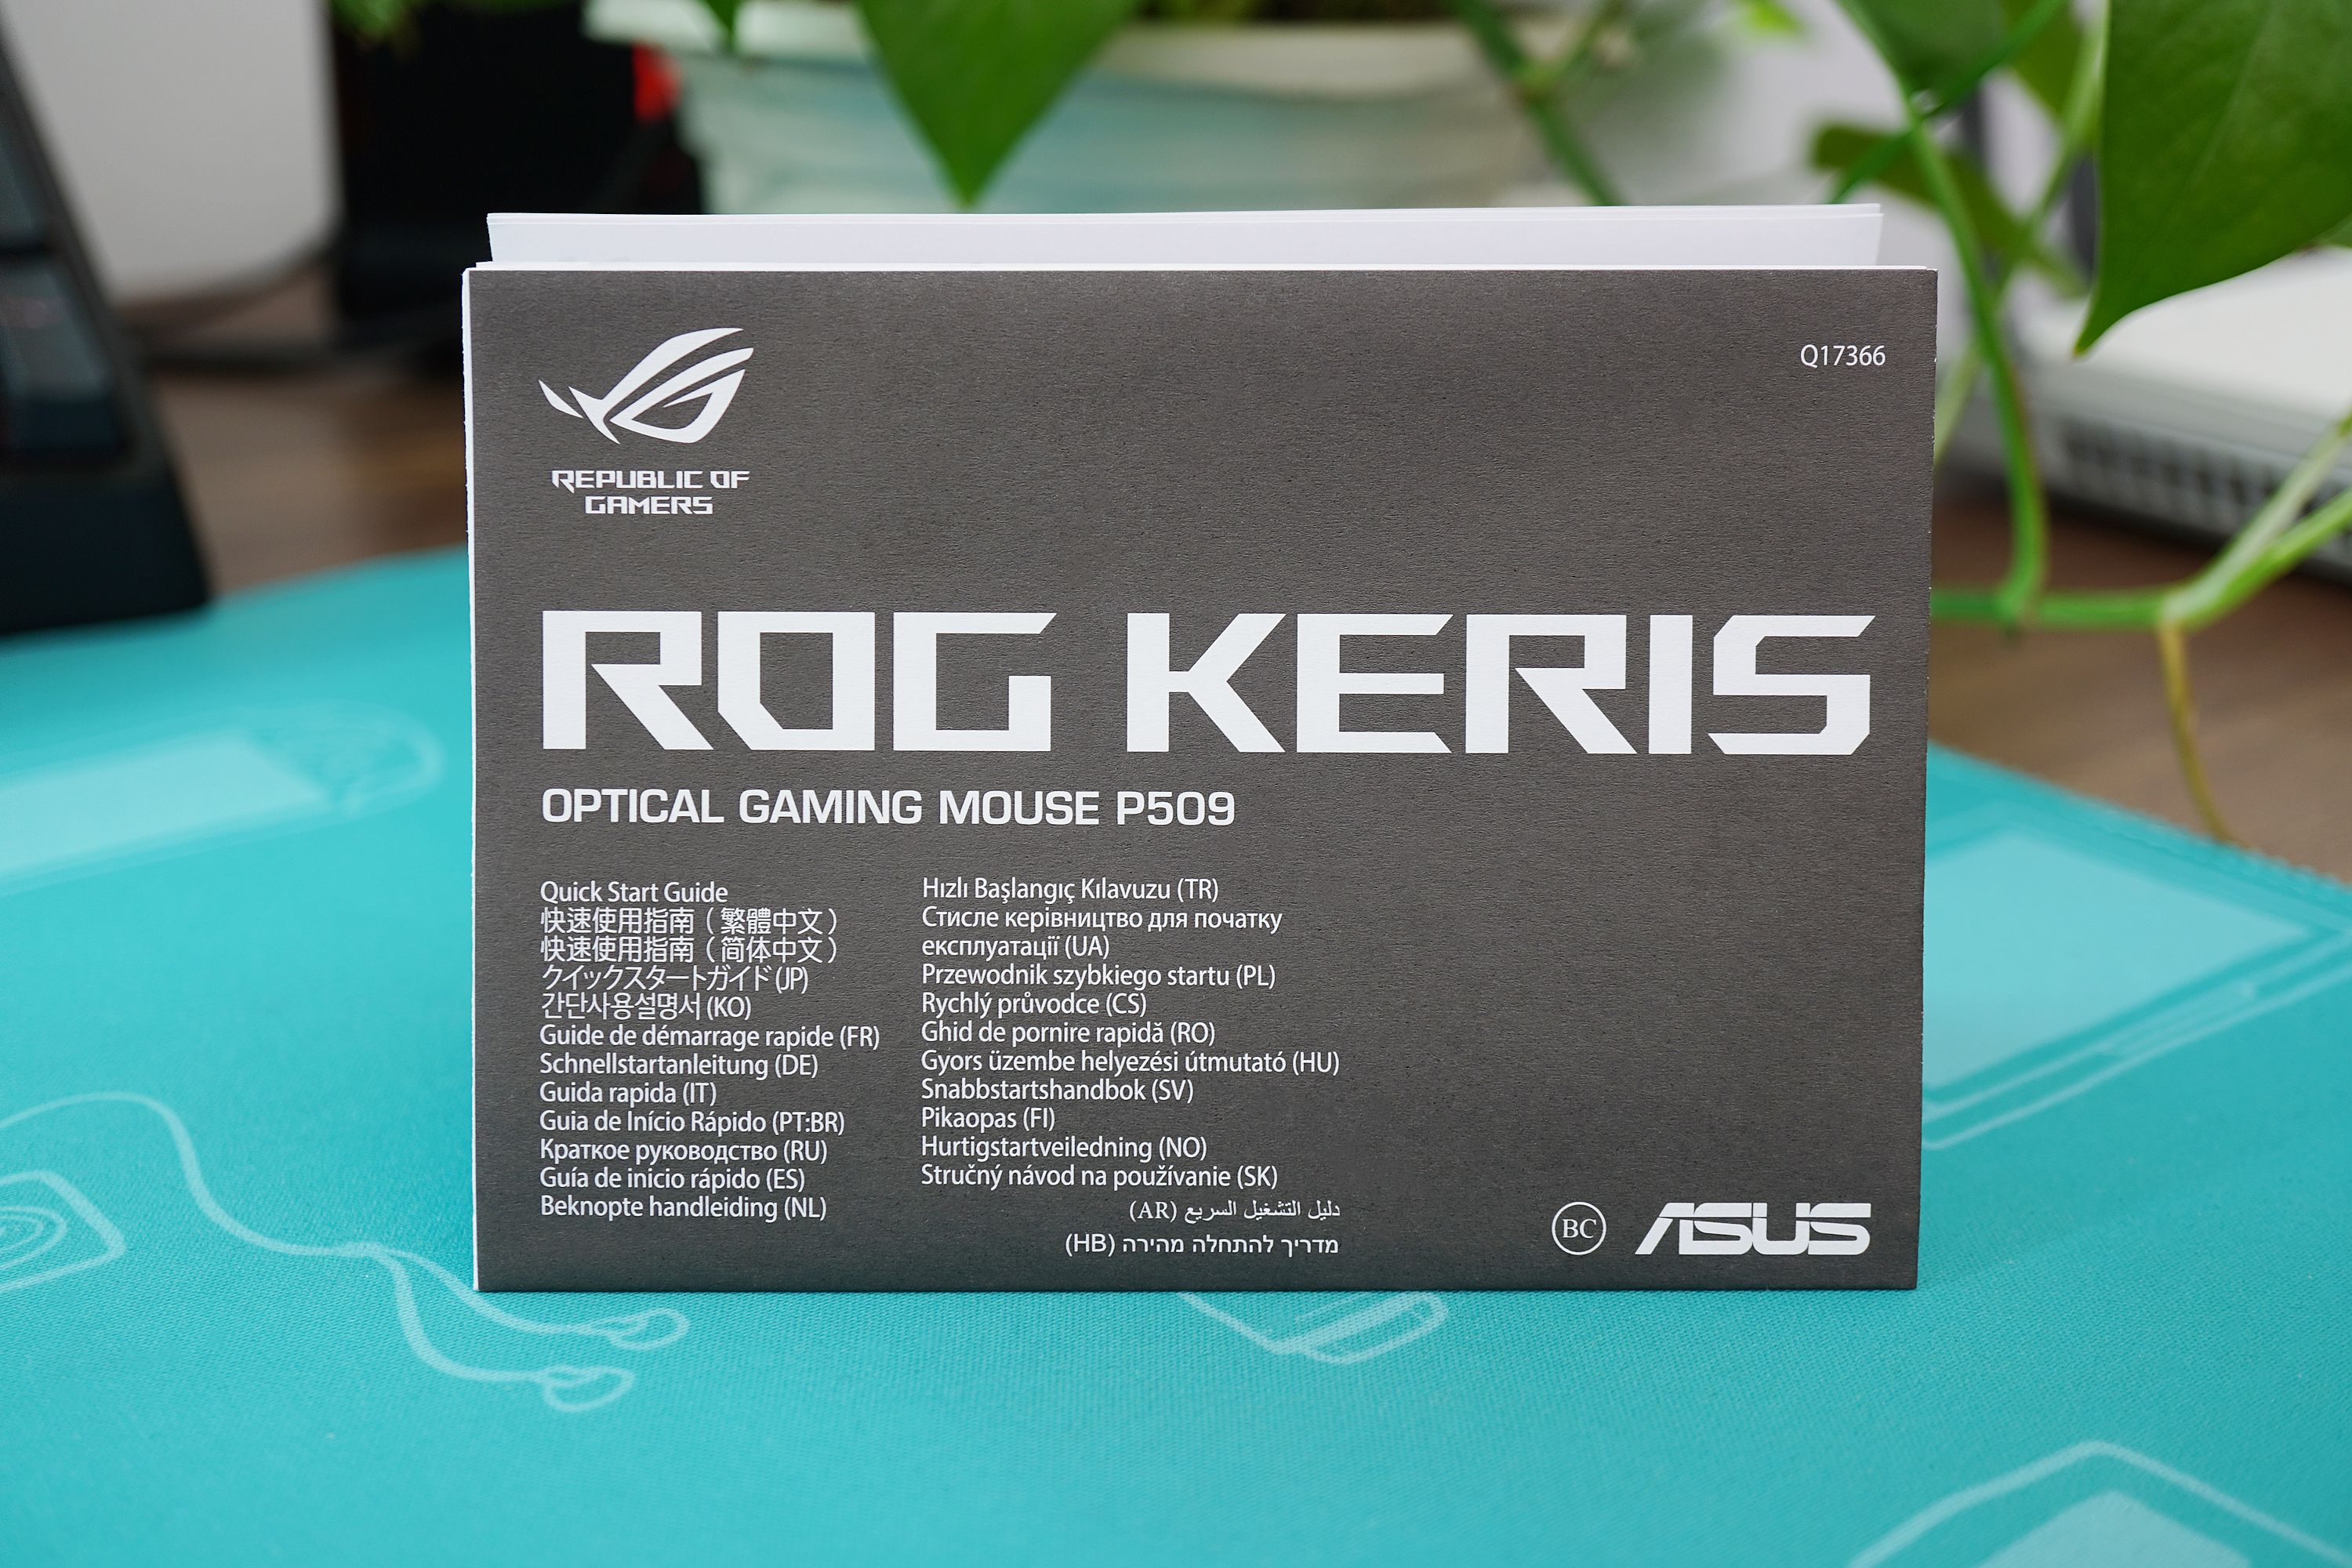 REPUBLIC OF
GAMERS
Q17366
ROG KERIS
OPTICAL GAMING MOUSE P509
Quick Start Guide
快速使用指南（繁體中文）
快速使用指南（简体中文）
クイックスタートガイド(JP)
간단사용설명서 (KO)
Guide de démarrage rapide (FR)
Schnellstartanleitung (DE)
Guida rapida (IT)
Guia de Início Rápido (PT:BR)
Краткое руководство (RU)
Guía de inicio rápido (ES)
Beknopte handleiding (NL)
Hızlı Başlangıç Kılavuzu (TR)
Стисле керівництво для початку
експлуатації (UA)
Przewodnik szybkiego startu (PL)
Rychlý průvodce (CS)
Ghid de pornire rapidă (RO)
Gyors üzembe helyezési útmutató (HU)
Snabbstartshandbok (SV)
Pikaopas (FI)
Hurtigstartveiledning (NO)
Stručný návod na používanie (SK)
دليل التشغيل السريع (AR)
מדריך להתחלה מהירה (HB)
BC
ASUS